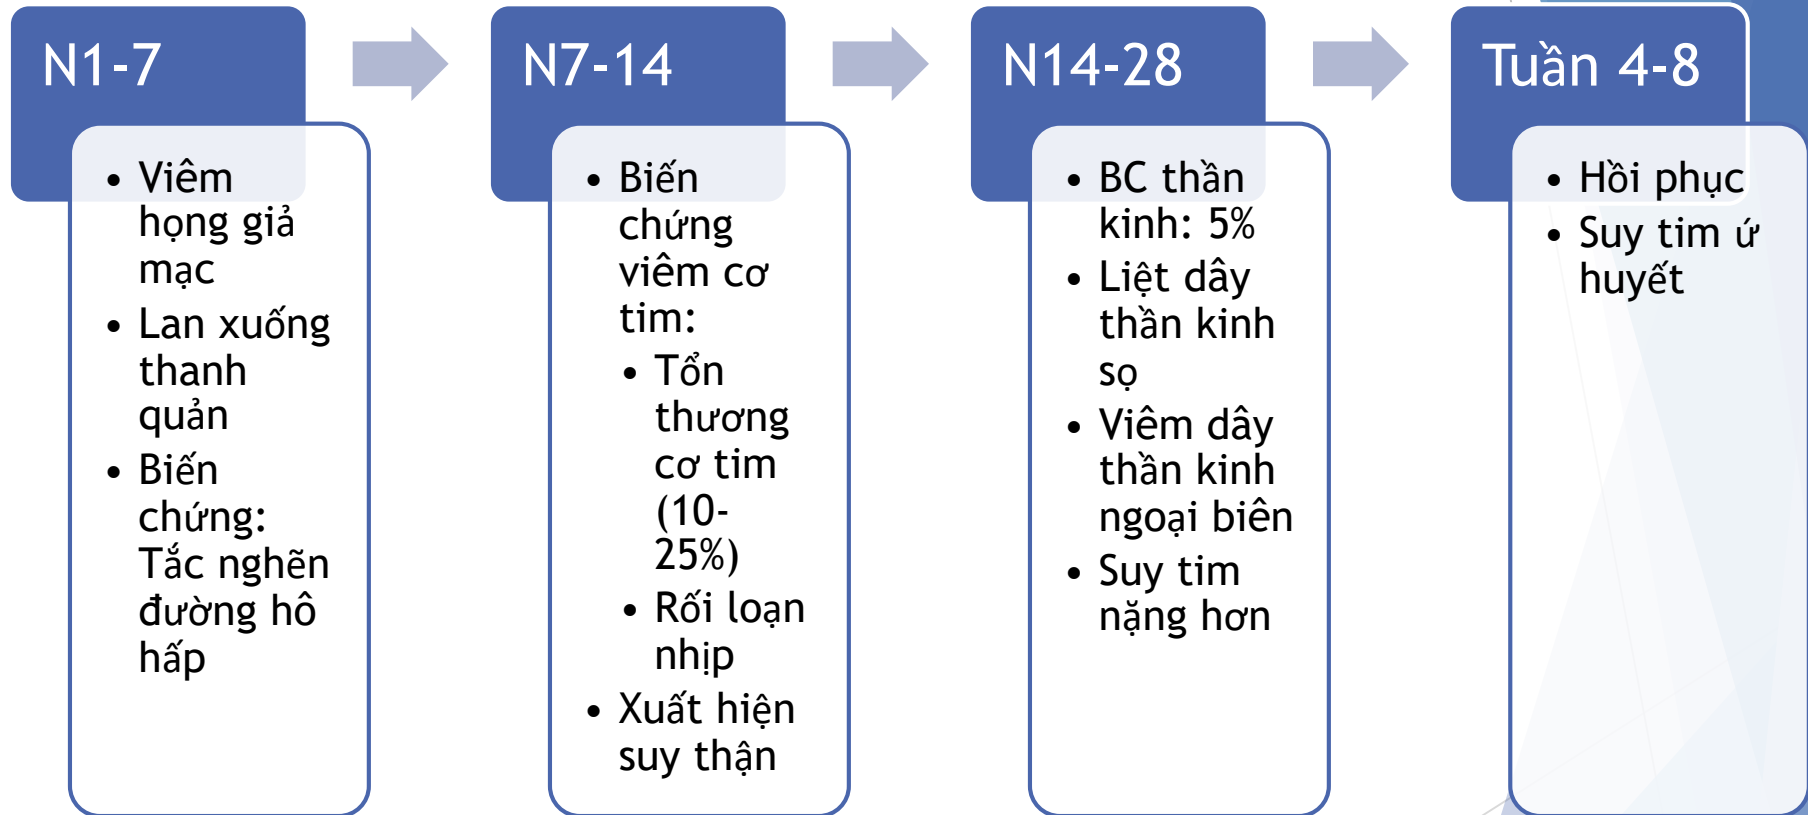 N1-7
• Viêm
họng giả
mạc
• Lan xuống
thanh
quản
• Biến
chứng:
Tắc nghẽn
đường hô
hấp
N7-14
• Biến
chứng
viêm cơ
tim:
• Tổn
thương
cơ tim
(10-
25%)
• Rối loạn
nhịp
• Xuất hiện
suy thận
N14-28
• BC thần
kinh: 5%
• Liệt dây
thần kinh
sọ
• Viêm dây
thần kinh
ngoại biên
• Suy tim
nặng hơn
Tuần 4-8
• Hồi phục
• Suy tim ứ
huyết